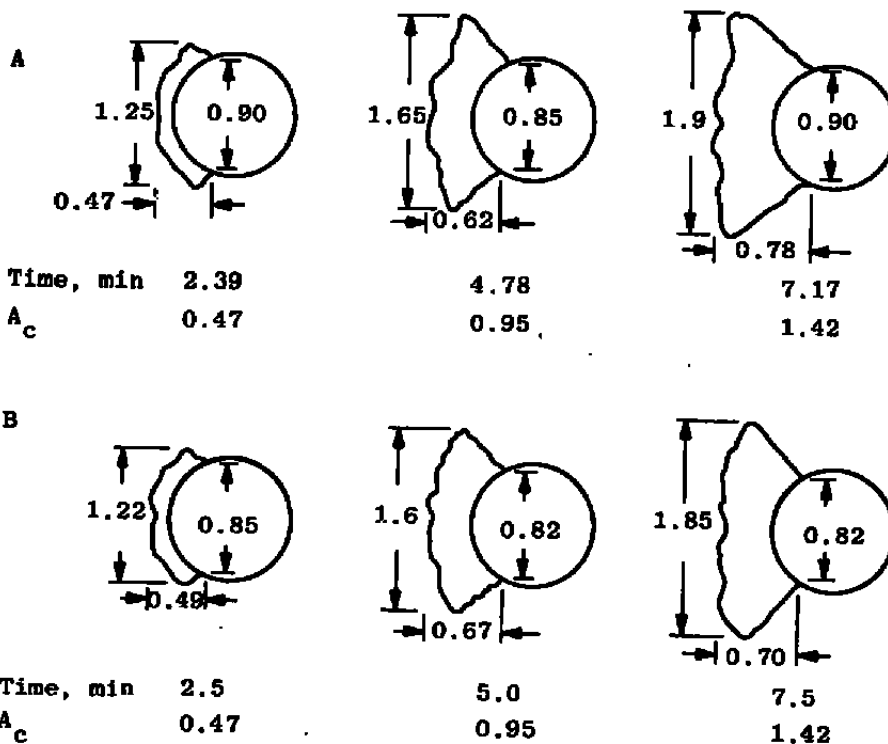 A
1.25 0.90 1.65 0.85 1.9 0.90
0.47 0.62 0.78
Time, min 2.39 4.78 7.17
A_c 0.47 0.95 1.42
B
1.22 0.85 1.6 0.82 1.85 0.82
0.49 0.67 0.70
Time, min 2.5 5.0 7.5
A_c 0.47 0.95 1.42